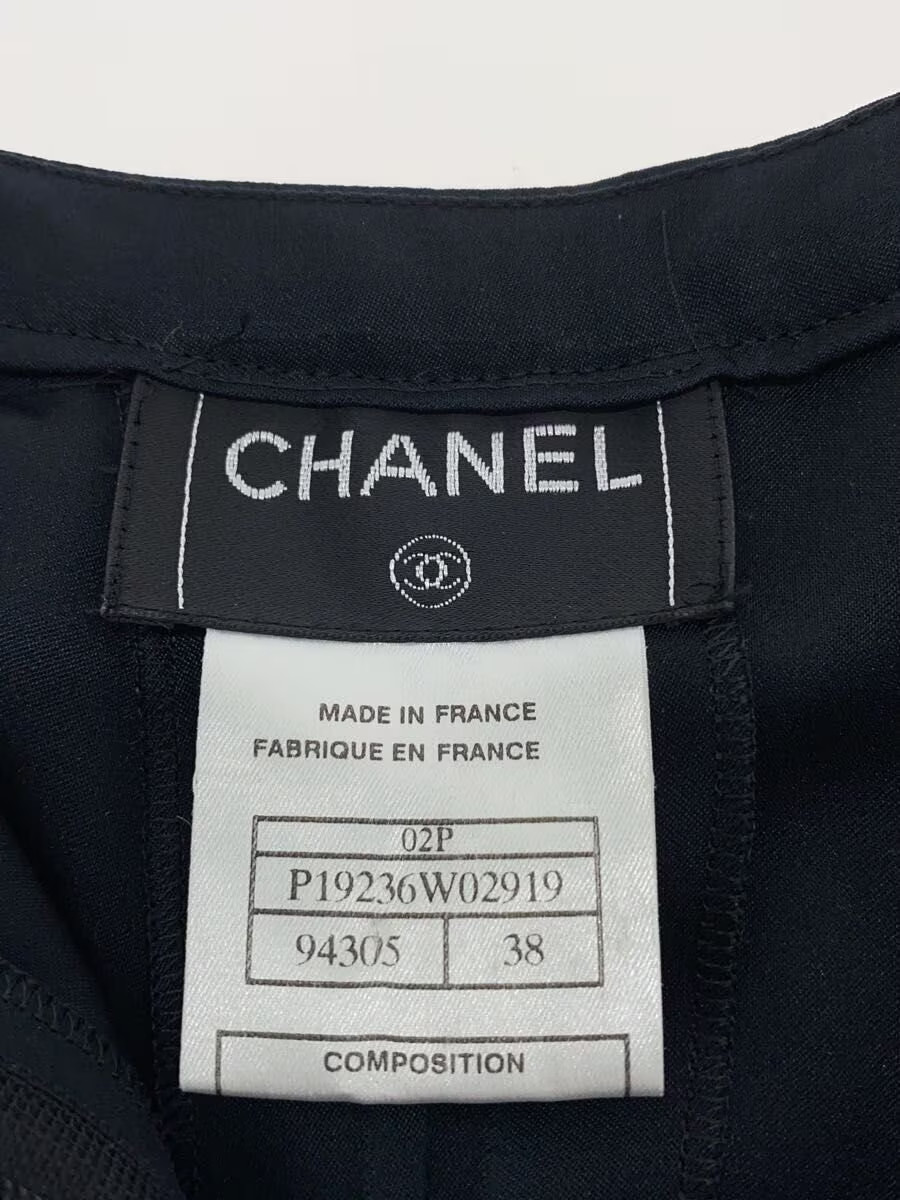 CHANEL
MADE IN FRANCE
FABRIQUE EN FRANCE
02P
P19236W02919
94305 38
COMPOSITION